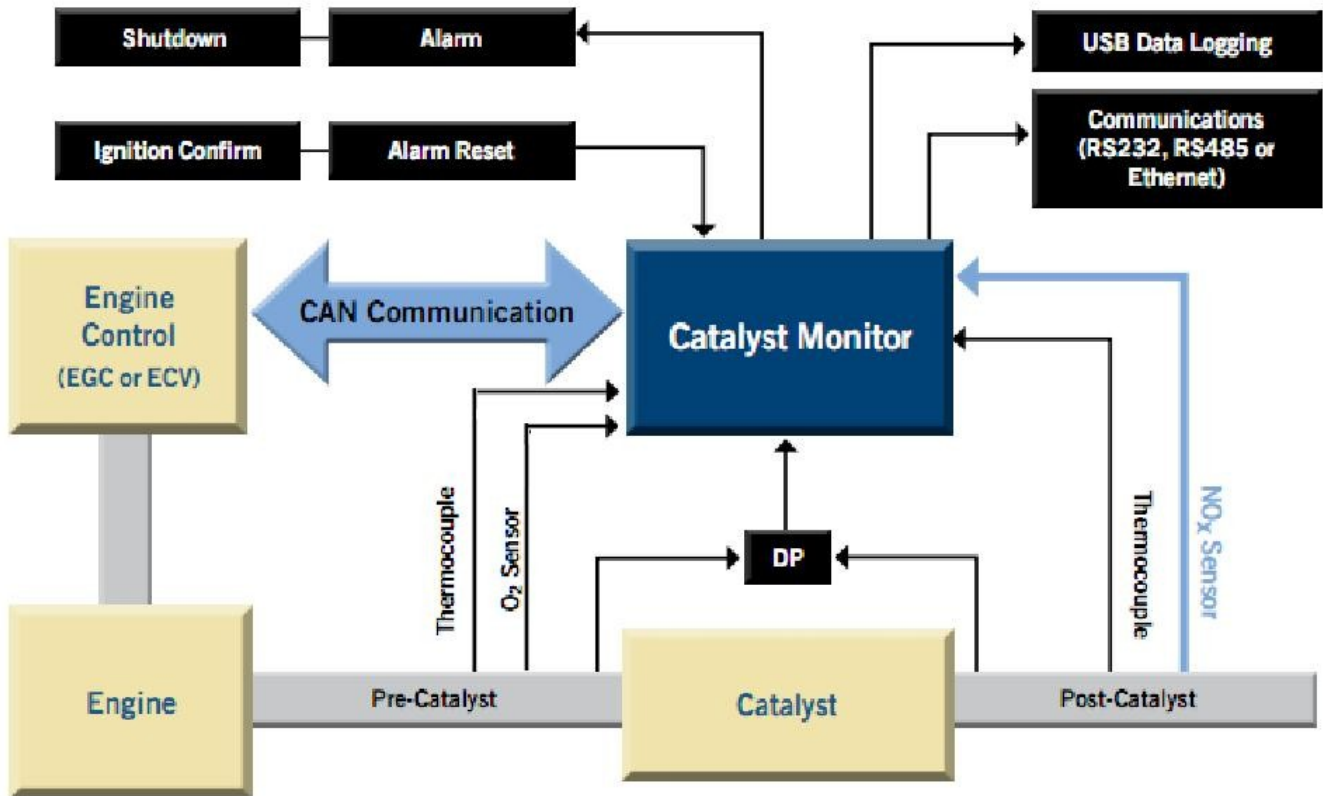 Shutdown
Alarm
USB Data Logging
Ignition Confirm
Alarm Reset
Communications
(RS232, RS485 or
Ethernet)
Engine
Control
(EGC or ECV)
CAN Communication
Catalyst Monitor
Thermocouple
O₂ Sensor
DP
Thermocouple
NOₓ Sensor
Engine
Pre-Catalyst
Catalyst
Post-Catalyst